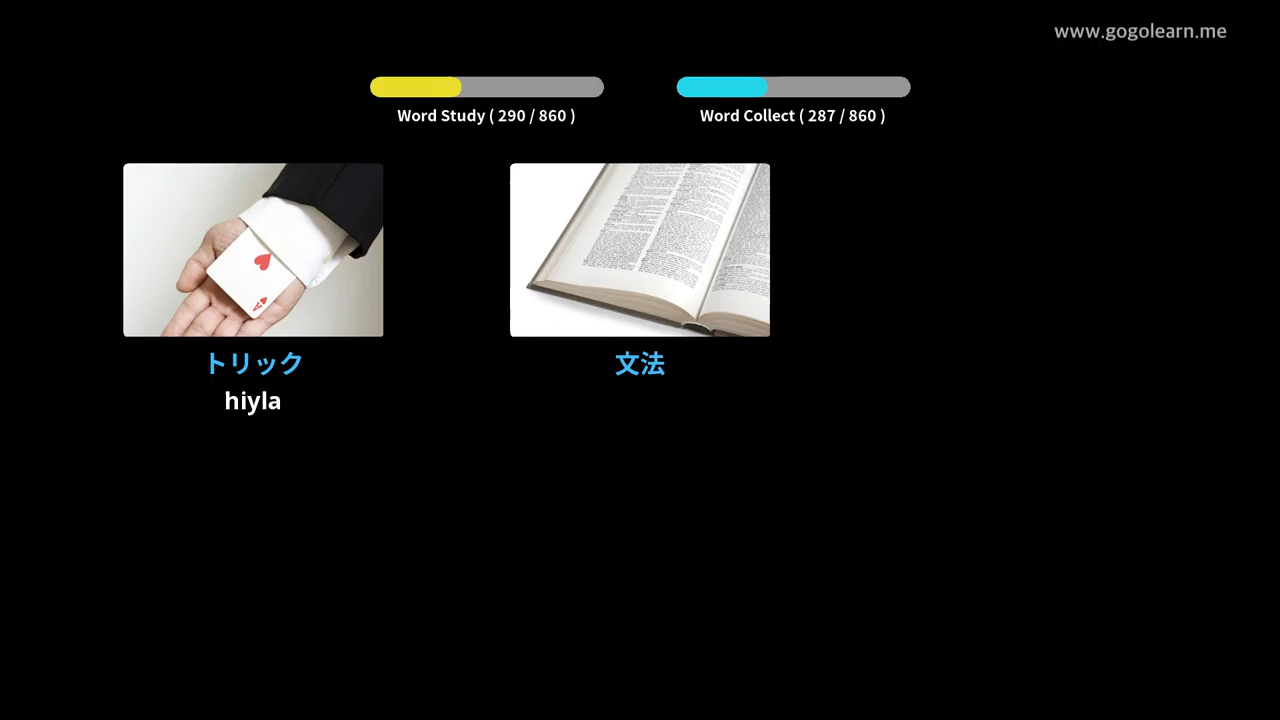 www.gogolearn.me
Word Study ( 290 / 860 )
Word Collect ( 287 / 860 )
トリック
hiyla
文法